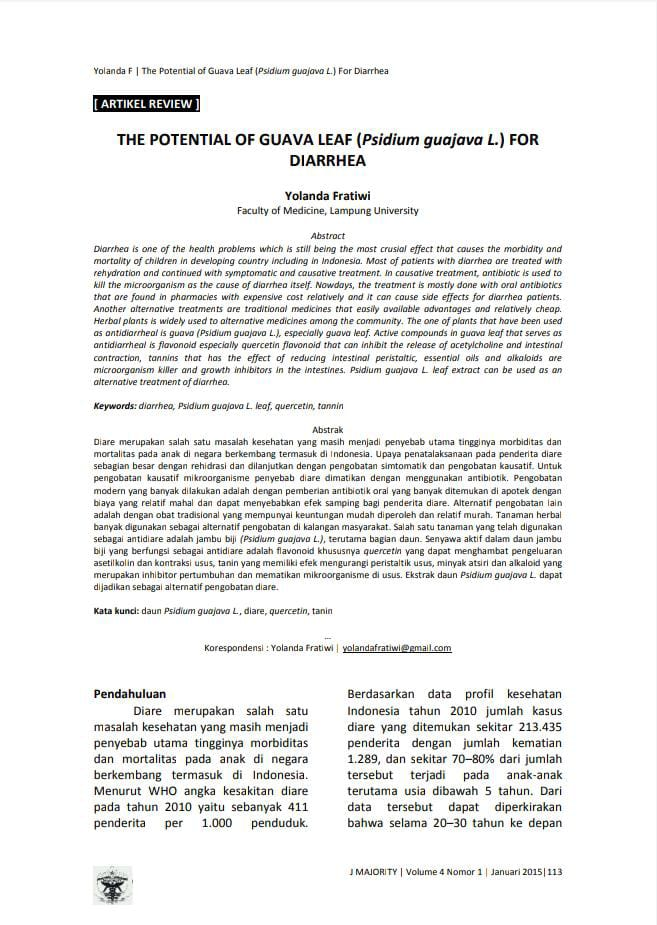 Yolanda F | The Potential of Guava Leaf (Psidium guajava L.) For Diarrhea
[ ARTIKEL REVIEW ]
THE POTENTIAL OF GUAVA LEAF (Psidium guajava L.) FOR
DIARRHEA
Yolanda Fratiwi
Faculty of Medicine, Lampung University
Abstract
Diarrhea is one of the health problems which is still being the most crusial effect that causes the morbidity and
mortality of children in developing country including in Indonesia. Most of patients with diarrhea are treated with
rehydration and continued with symptomatic and causative treatment. In causative treatment, antibiotic is used to
kill the microorganism as the cause of diarrhea itself. Nowdays, the treatment is mostly done with oral antibiotics
that are found in pharmacies with expensive cost relatively and it can cause side effects for diarrhea patients.
Another alternative treatments are traditional medicines that easily available advantages and relatively cheap.
Herbal plants is widely used to alternative medicines among the community. The one of plants that have been used
as antidiarrheal is guava (Psidium guajava L.), especially guava leaf. Active compounds in guava leaf that serves as
antidiarrheal is flavonoid especially quercetin flavonoid that can inhibit the release of acetylcholine and intestinal
contraction, tannins that has the effect of reducing intestinal peristaltic, essential oils and alkaloids are
microorganism killer and growth inhibitors in the intestines. Psidium guajava L. leaf extract can be used as an
alternative treatment of diarrhea.
Keywords: diarrhea, Psidium guajava L. leaf, quercetin, tannin
Abstrak
Diare merupakan salah satu masalah kesehatan yang masih menjadi penyebab utama tingginya morbiditas dan
mortalitas pada anak di negara berkembang termasuk di Indonesia. Upaya penatalaksanaan pada penderita diare
sebagian besar dengan rehidrasi dan dilanjutkan dengan pengobatan simtomatik dan pengobatan kausatif. Untuk
pengobatan kausatif mikroorganisme penyebab diare dimatikan dengan menggunakan antibiotik. Pengobatan
modern yang banyak dilakukan adalah dengan pemberian antibiotik oral yang banyak ditemukan di apotek dengan
biaya yang relatif mahal dan dapat menyebabkan efek samping bagi penderita diare. Alternatif pengobatan lain
adalah dengan obat tradisional yang mempunyai keuntungan mudah diperoleh dan relatif murah. Tanaman herbal
banyak digunakan sebagai alternatif pengobatan di kalangan masyarakat. Salah satu tanaman yang telah digunakan
sebagai antidiare adalah jambu biji (Psidium guajava L.), terutama bagian daun. Senyawa aktif dalam daun jambu
biji yang berfungsi sebagai antidiare adalah flavonoid khususnya quercetin yang dapat menghambat pengeluaran
asetilkolin dan kontraksi usus, tanin yang memiliki efek mengurangi peristaltik usus, minyak atsiri dan alkaloid yang
merupakan inhibitor pertumbuhan dan mematikan mikroorganisme di usus. Ekstrak daun Psidium guajava L. dapat
dijadikan sebagai alternatif pengobatan diare.
Kata kunci: daun Psidium guajava L., diare, quercetin, tanin
...
Korespondensi : Yolanda Fratiwi | yolandafratiwi@gmail.com
Pendahuluan
Diare merupakan salah satu
masalah kesehatan yang masih menjadi
penyebab utama tingginya morbiditas
dan mortalitas pada anak di negara
berkembang termasuk di Indonesia.
Menurut WHO angka kesakitan diare
pada tahun 2010 yaitu sebanyak 411
penderita per 1.000 penduduk.
Berdasarkan data profil kesehatan
Indonesia tahun 2010 jumlah kasus
diare yang ditemukan sekitar 213.435
penderita dengan jumlah kematian
1.289, dan sekitar 70–80% dari jumlah
tersebut terjadi pada anak-anak
terutama usia dibawah 5 tahun. Dari
data tersebut dapat diperkirakan
bahwa selama 20–30 tahun ke depan
J MAJORITY | Volume 4 Nomor 1 | Januari 2015|113